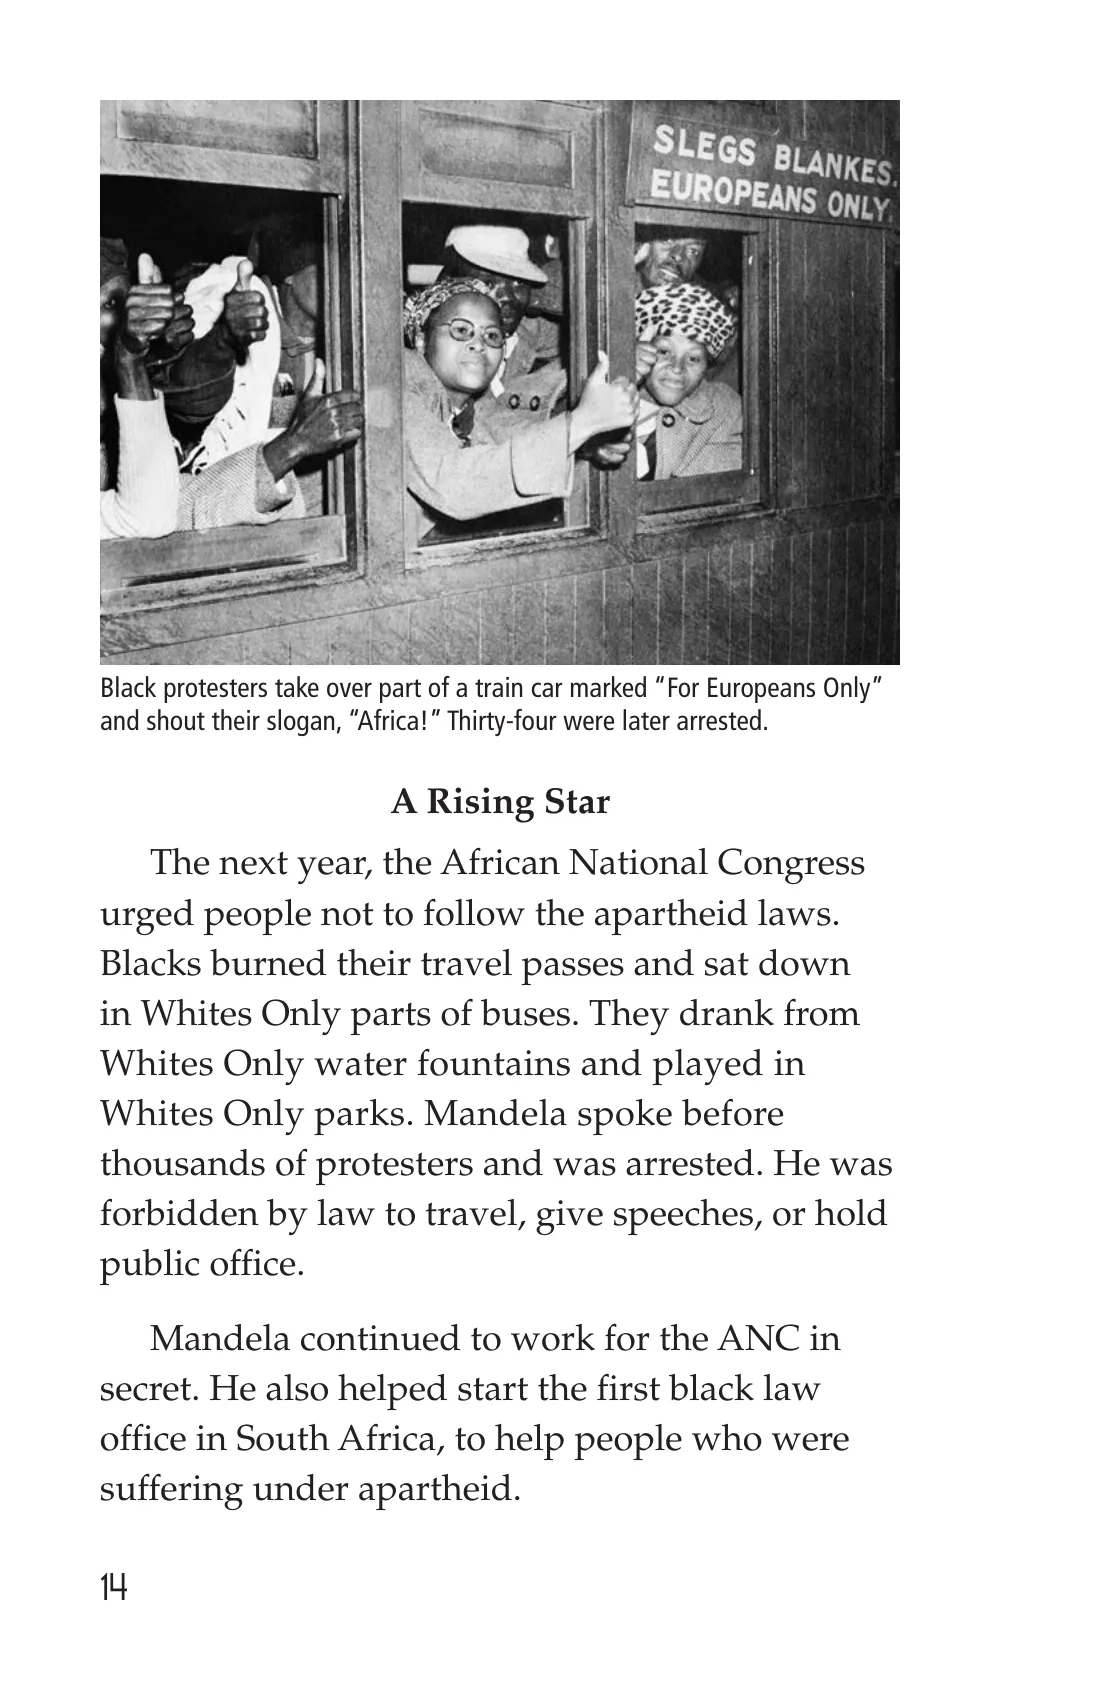 SLEGS BLANKES.
EUROPEANS ONLY.
Black protesters take over part of a train car marked “For Europeans Only”
and shout their slogan, “Africa!” Thirty-four were later arrested.
A Rising Star
The next year, the African National Congress
urged people not to follow the apartheid laws.
Blacks burned their travel passes and sat down
in Whites Only parts of buses. They drank from
Whites Only water fountains and played in
Whites Only parks. Mandela spoke before
thousands of protesters and was arrested. He was
forbidden by law to travel, give speeches, or hold
public office.
Mandela continued to work for the ANC in
secret. He also helped start the first black law
office in South Africa, to help people who were
suffering under apartheid.
14